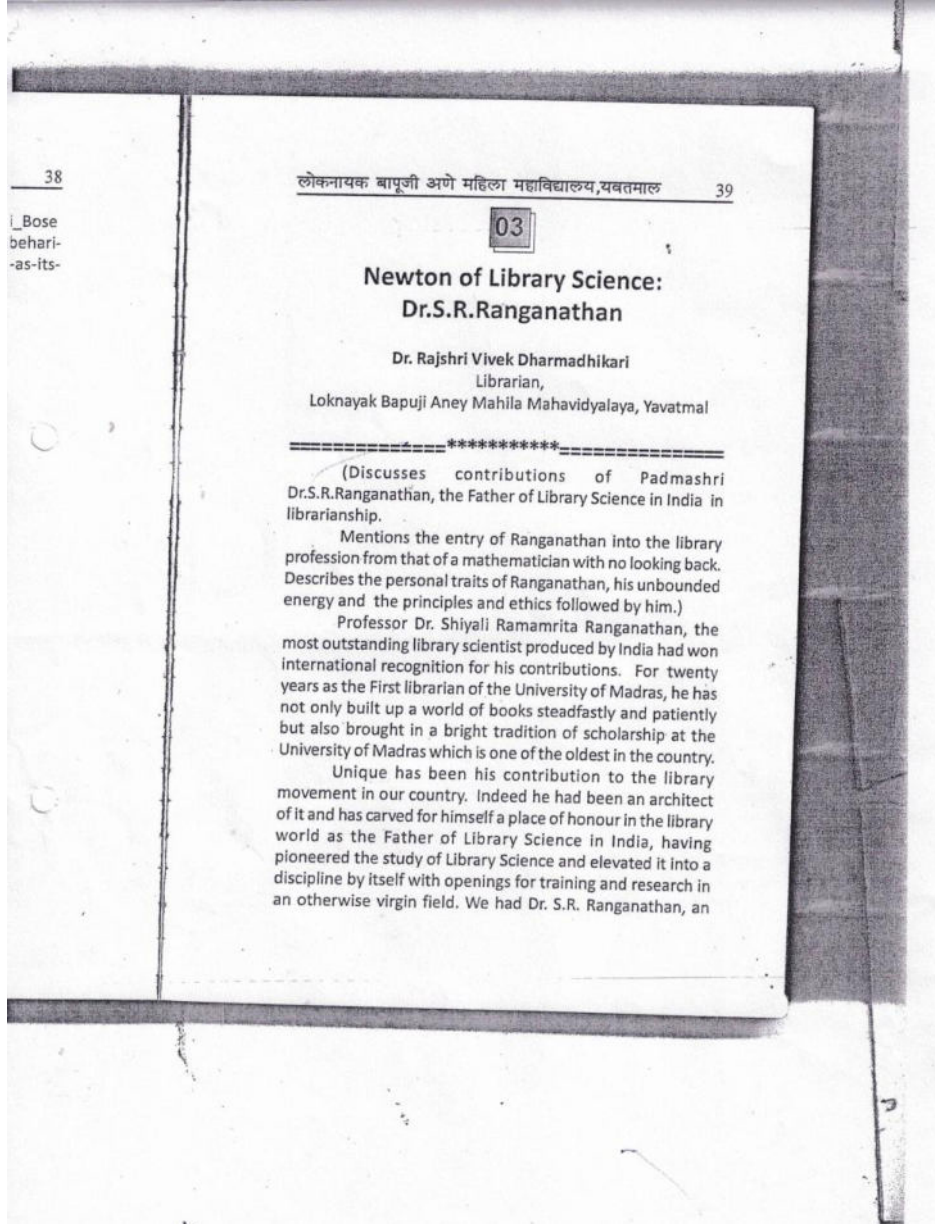 38
i_Bose
behari-
-as-its-
लोकनायक बापूजी अणे महिला महाविद्यालय,यवतमाल 39
03
Newton of Library Science:
Dr.S.R.Ranganathan
Dr. Rajshri Vivek Dharmadhikari
Librarian,
Loknayak Bapuji Aney Mahila Mahavidyalaya, Yavatmal
===============***********===============
(Discusses contributions of Padmashri
Dr.S.R.Ranganathan, the Father of Library Science in India in
librarianship.
Mentions the entry of Ranganathan into the library
profession from that of a mathematician with no looking back.
Describes the personal traits of Ranganathan, his unbounded
energy and the principles and ethics followed by him.)
Professor Dr. Shiyali Ramamrita Ranganathan, the
most outstanding library scientist produced by India had won
international recognition for his contributions. For twenty
years as the First librarian of the University of Madras, he has
not only built up a world of books steadfastly and patiently
but also brought in a bright tradition of scholarship at the
University of Madras which is one of the oldest in the country.
Unique has been his contribution to the library
movement in our country. Indeed he had been an architect
of it and has carved for himself a place of honour in the library
world as the Father of Library Science in India, having
pioneered the study of Library Science and elevated it into a
discipline by itself with openings for training and research in
an otherwise virgin field. We had Dr. S.R. Ranganathan, an